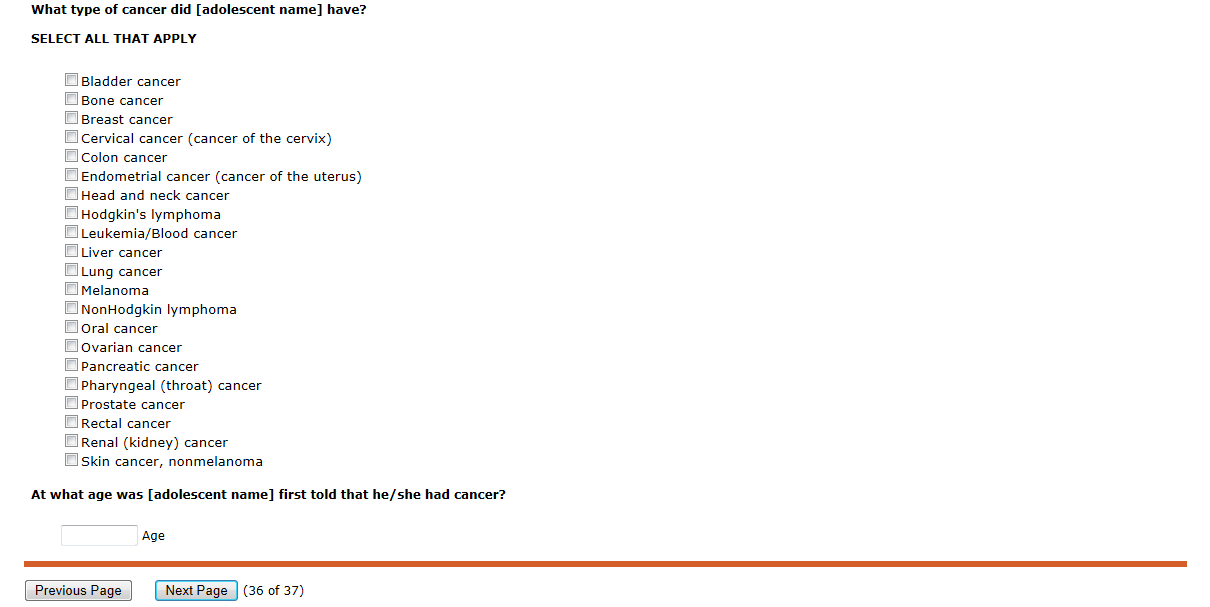 What type of cancer did [adolescent name] have?
SELECT ALL THAT APPLY
Bladder cancer
Bone cancer
Breast cancer
Cervical cancer (cancer of the cervix)
Colon cancer
Endometrial cancer (cancer of the uterus)
Head and neck cancer
Hodgkin's lymphoma
Leukemia/Blood cancer
Liver cancer
Lung cancer
Melanoma
NonHodgkin lymphoma
Oral cancer
Ovarian cancer
Pancreatic cancer
Pharyngeal (throat) cancer
Prostate cancer
Rectal cancer
Renal (kidney) cancer
Skin cancer, nonmelanoma
At what age was [adolescent name] first told that he/she had cancer?
Age
Previous Page Next Page (36 of 37)